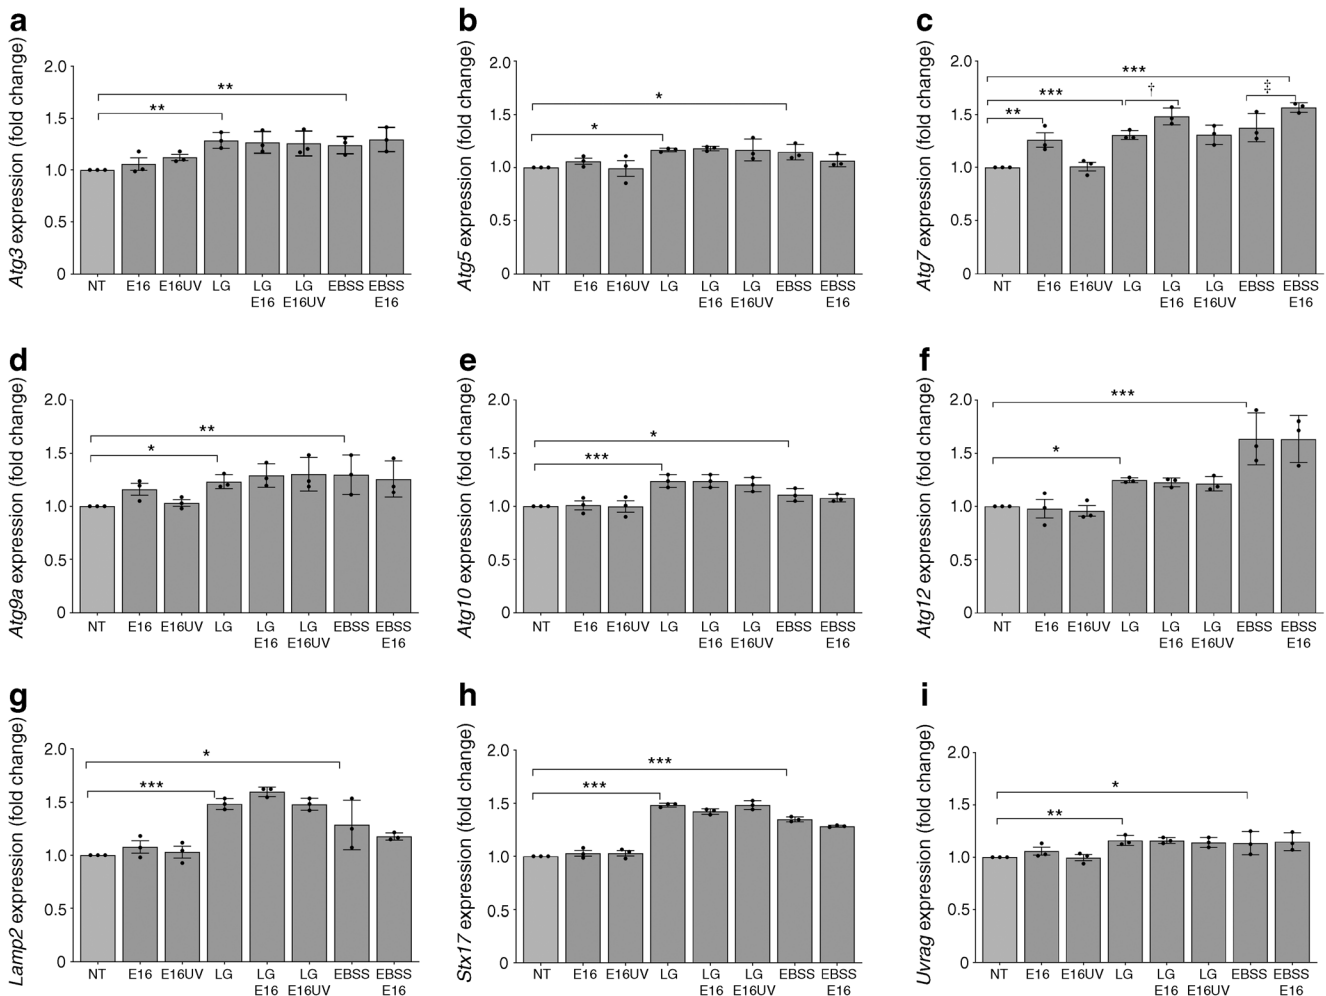 a
Atg3 expression (fold change)
2.0
1.5
1.0
0.5
0
**
**
NT E16 E16UV LG LG LG EBSS EBSS
E16 E16UV E16
b
Atg5 expression (fold change)
2.0
1.5
1.0
0.5
0
*
*
NT E16 E16UV LG LG LG EBSS EBSS
E16 E16UV E16
c
Atg7 expression (fold change)
2.0
1.5
1.0
0.5
0
***
***
†
‡
**
NT E16 E16UV LG LG LG EBSS EBSS
E16 E16UV E16
d
Atg9a expression (fold change)
2.0
1.5
1.0
0.5
0
**
*
NT E16 E16UV LG LG LG EBSS EBSS
E16 E16UV E16
e
Atg10 expression (fold change)
2.0
1.5
1.0
0.5
0
*
***
NT E16 E16UV LG LG LG EBSS EBSS
E16 E16UV E16
f
Atg12 expression (fold change)
2.0
1.5
1.0
0.5
0
***
*
NT E16 E16UV LG LG LG EBSS EBSS
E16 E16UV E16
g
Lamp2 expression (fold change)
2.0
1.5
1.0
0.5
0
*
***
NT E16 E16UV LG LG LG EBSS EBSS
E16 E16UV E16
h
Stx17 expression (fold change)
2.0
1.5
1.0
0.5
0
***
***
NT E16 E16UV LG LG LG EBSS EBSS
E16 E16UV E16
i
Uvrag expression (fold change)
2.0
1.5
1.0
0.5
0
*
**
NT E16 E16UV LG LG LG EBSS EBSS
E16 E16UV E16